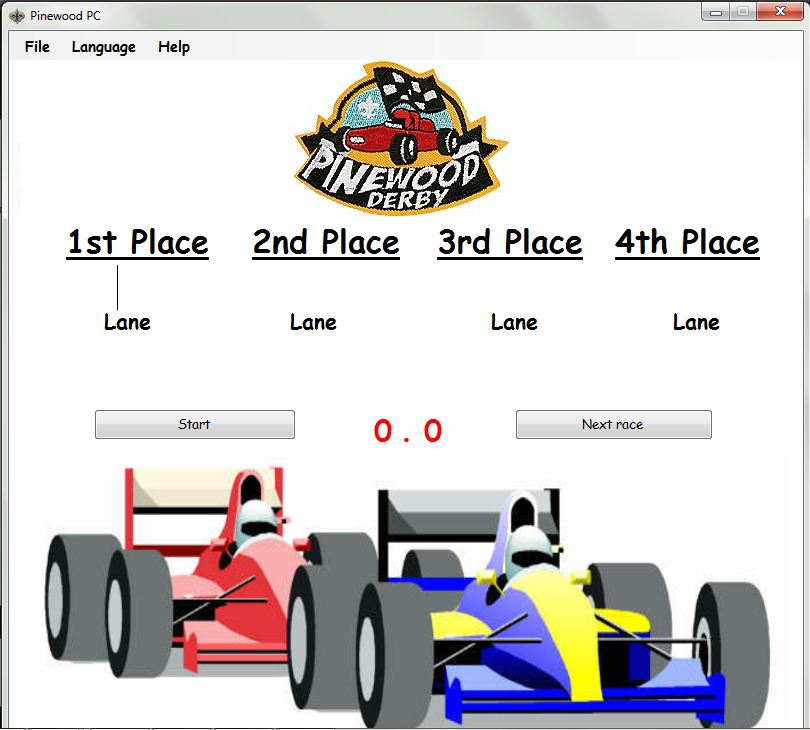 Pinewood PC
File Language Help
PINEWOOD
DERBY
1st Place 2nd Place 3rd Place 4th Place
Lane Lane Lane Lane
Start 0 . 0 Next race